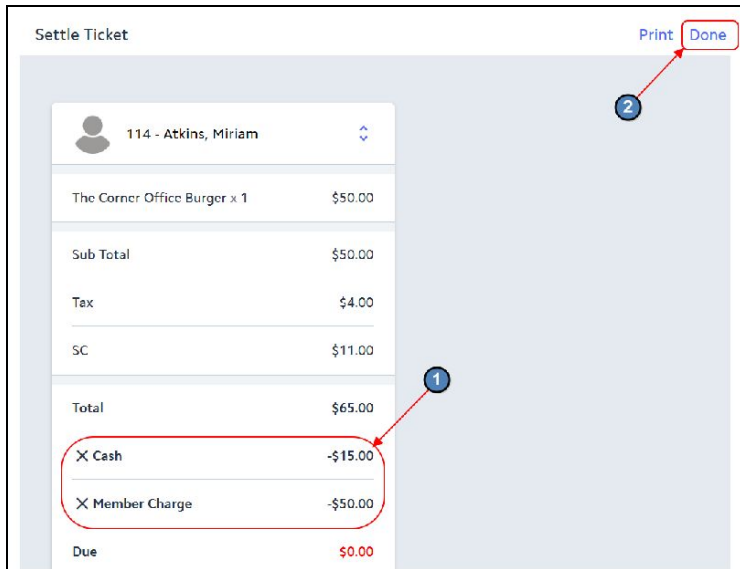 Settle Ticket Print Done
2
114 - Atkins, Miriam
The Corner Office Burger x 1 $50.00
Sub Total $50.00
Tax $4.00
SC $11.00
1
Total $65.00
X Cash -$15.00
X Member Charge -$50.00
Due $0.00